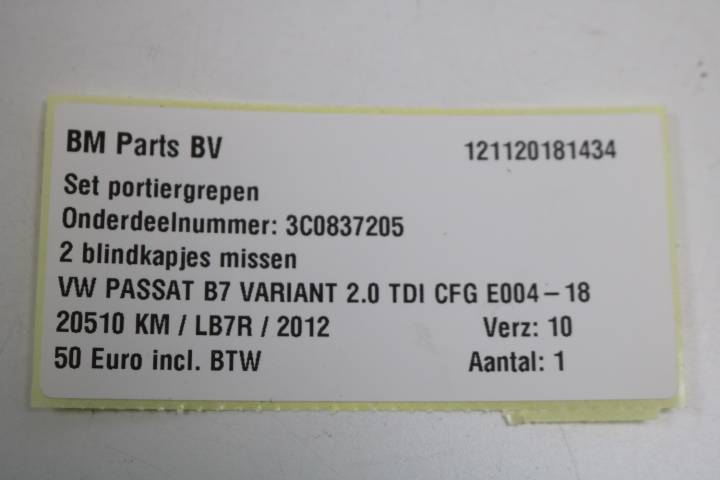 BM Parts BV 121120181434
Set portiergrepen
Onderdeelnummer: 3C0837205
2 blindkapjes missen
VW PASSAT B7 VARIANT 2.0 TDI CFG E004-18
20510 KM / LB7R / 2012 Verz: 10
50 Euro incl. BTW Aantal: 1